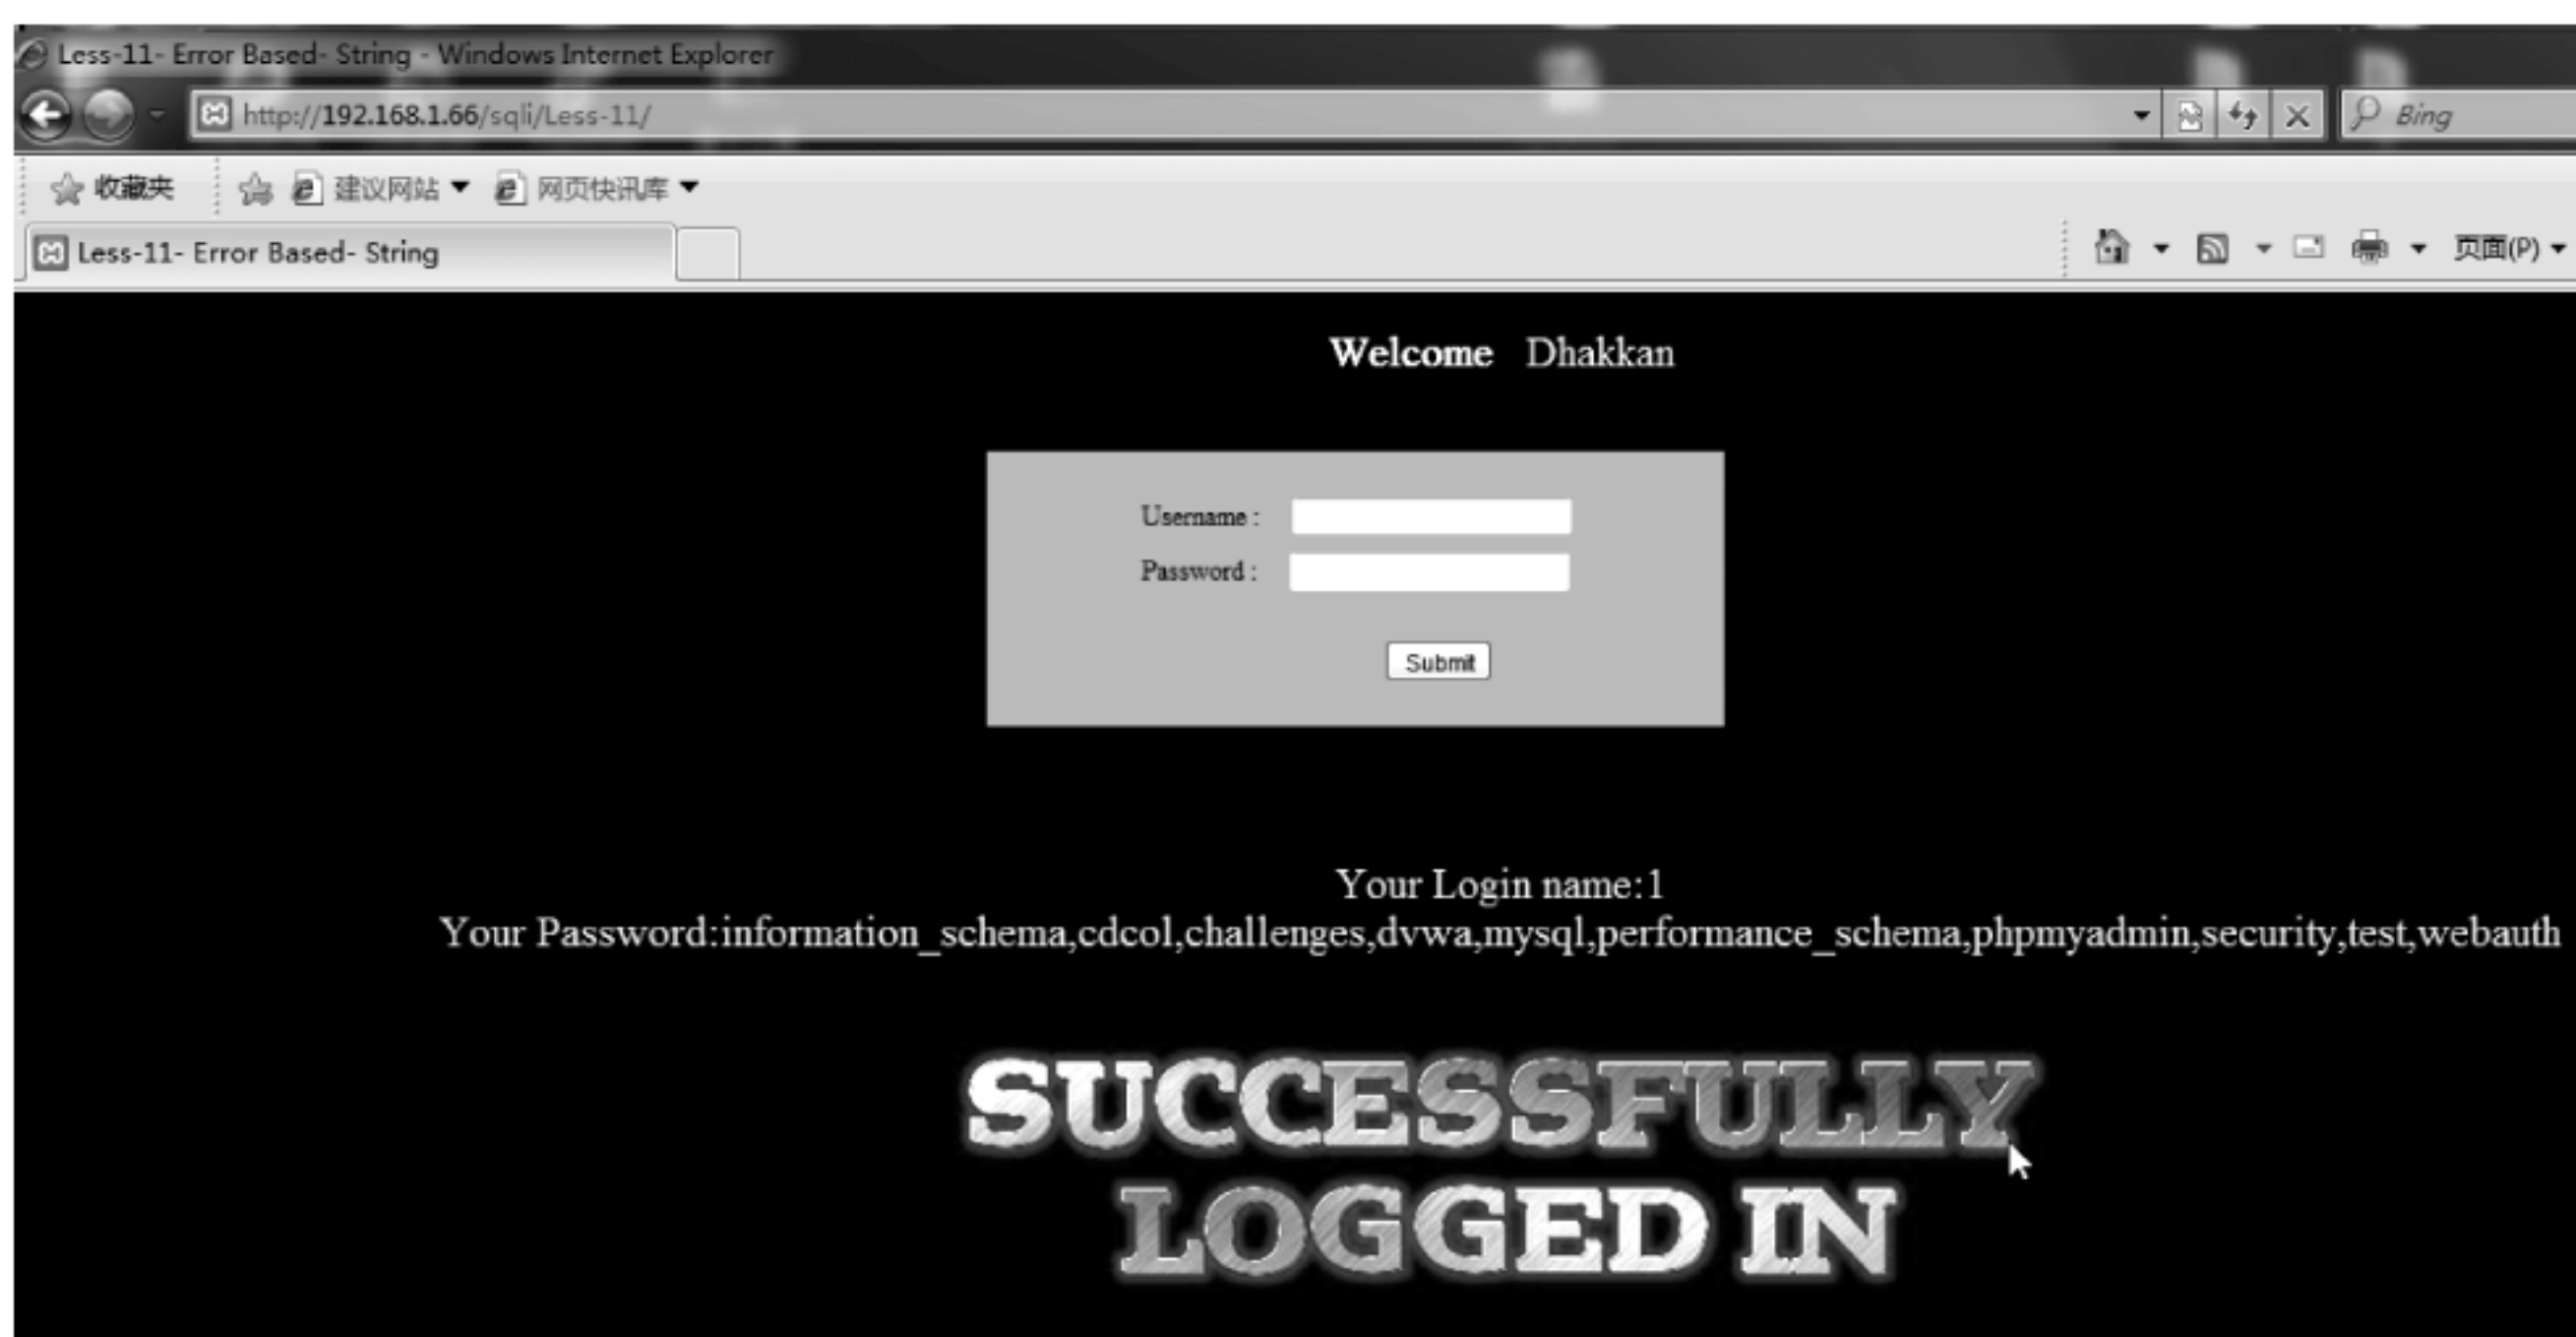 Less-11- Error Based- String - Windows Internet Explorer
http://192.168.1.66/sqli/Less-11/
Bing
收藏夹 建议网站 网页快讯库
Less-11- Error Based- String
页面(P)
Welcome Dhakkan
Username :
Password :
Submit
Your Login name:1
Your Password:information_schema,cdcol,challenges,dvwa,mysql,performance_schema,phpmyadmin,security,test,webauth
SUCCESSFULLY
LOGGED IN